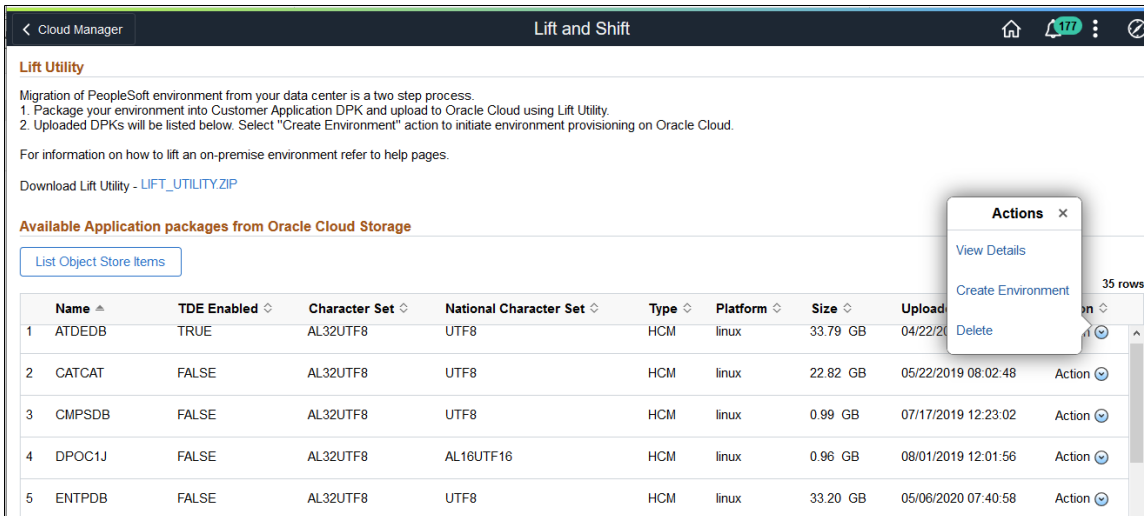 Cloud Manager
Lift and Shift
177
Lift Utility
Migration of PeopleSoft environment from your data center is a two step process.
1. Package your environment into Customer Application DPK and upload to Oracle Cloud using Lift Utility.
2. Uploaded DPKs will be listed below. Select "Create Environment" action to initiate environment provisioning on Oracle Cloud.
For information on how to lift an on-premise environment refer to help pages.
Download Lift Utility - LIFT_UTILITY.ZIP
Available Application packages from Oracle Cloud Storage
List Object Store Items
Actions ×
View Details
Create Environment
Delete
35 rows
Name TDE Enabled Character Set National Character Set Type Platform Size Upload on
1 ATDEDB TRUE AL32UTF8 UTF8 HCM linux 33.79 GB 04/22/20
2 CATCAT FALSE AL32UTF8 UTF8 HCM linux 22.82 GB 05/22/2019 08:02:48 Action
3 CMPSDB FALSE AL32UTF8 UTF8 HCM linux 0.99 GB 07/17/2019 12:23:02 Action
4 DPOC1J FALSE AL32UTF8 AL16UTF16 HCM linux 0.96 GB 08/01/2019 12:01:56 Action
5 ENTPDB FALSE AL32UTF8 UTF8 HCM linux 33.20 GB 05/06/2020 07:40:58 Action